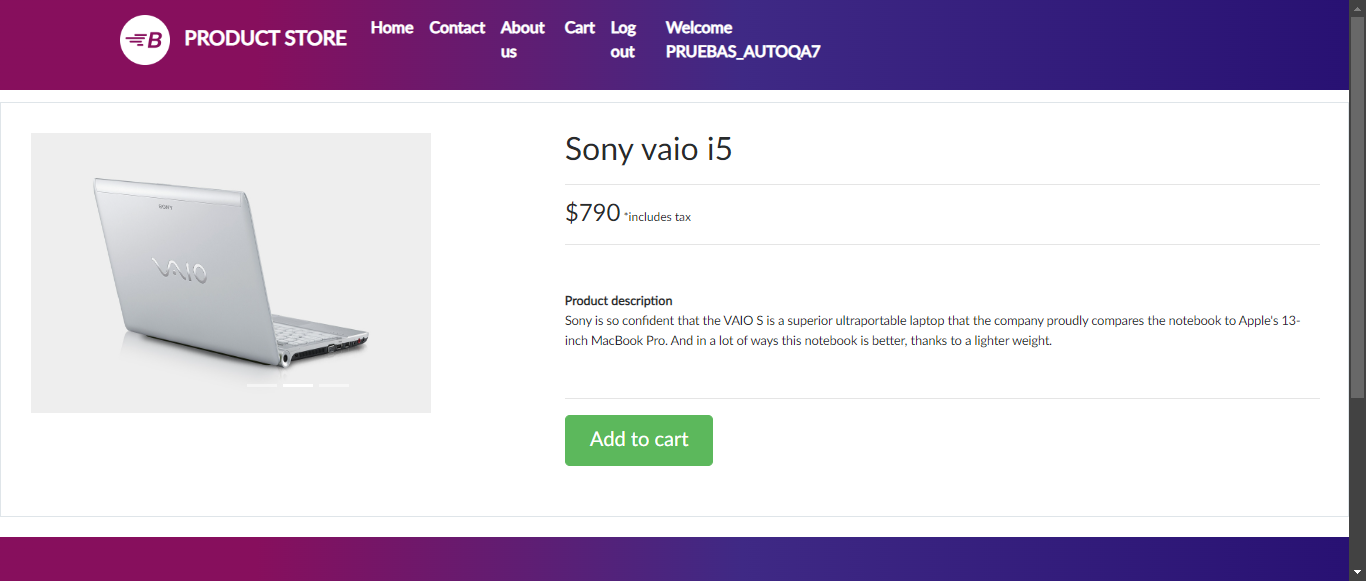 B PRODUCT STORE Home Contact About us Cart Log out Welcome PRUEBAS_AUTOQA7
SONY
VAIO
Sony vaio i5
$790 *includes tax
Product description
Sony is so confident that the VAIO S is a superior ultraportable laptop that the company proudly compares the notebook to Apple's 13-
inch MacBook Pro. And in a lot of ways this notebook is better, thanks to a lighter weight.
Add to cart